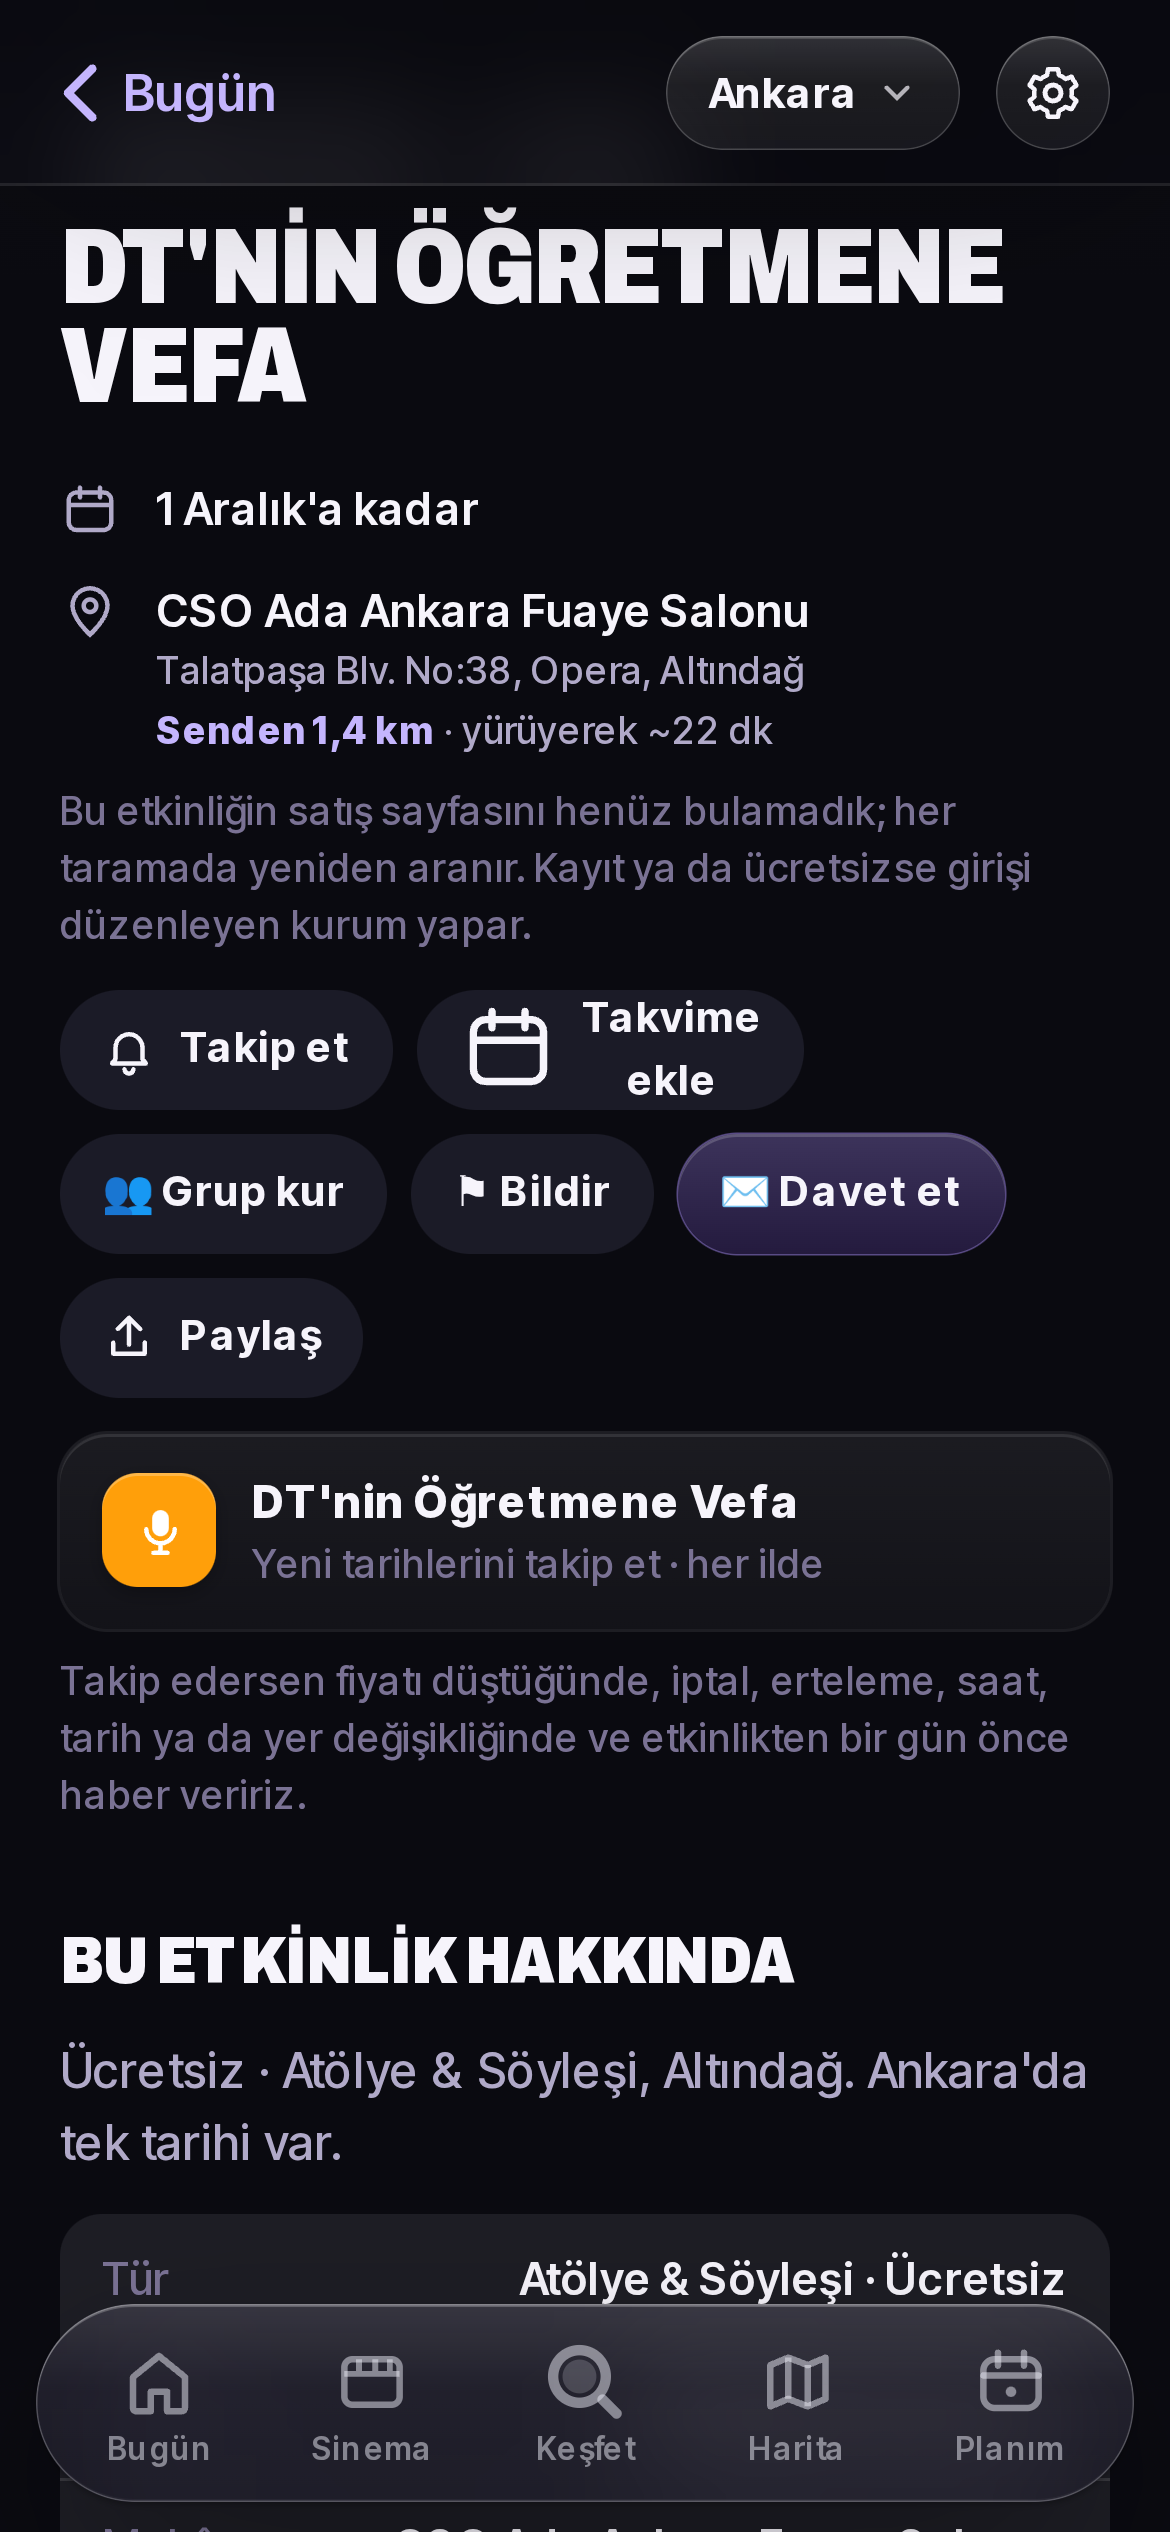 Bugün
Ankara
DT'NİN ÖĞRETMENE
VEFA
1 Aralık'a kadar
CSO Ada Ankara Fuaye Salonu
Talatpaşa Blv. No:38, Opera, Altındağ
Senden 1,4 km · yürüyerek ~22 dk
Bu etkinliğin satış sayfasını henüz bulamadık; her
taramada yeniden aranır. Kayıt ya da ücretsizse girişi
düzenleyen kurum yapar.
Takip et
Takvime
ekle
Grup kur
Bildir
Davet et
Paylaş
DT'nin Öğretmene Vefa
Yeni tarihlerini takip et · her ilde
Takip edersen fiyatı düştüğünde, iptal, erteleme, saat,
tarih ya da yer değişikliğinde ve etkinlikten bir gün önce
haber veririz.
BU ETKİNLİK HAKKINDA
Ücretsiz · Atölye & Söyleşi, Altındağ. Ankara'da
tek tarihi var.
Tür
Atölye & Söyleşi · Ücretsiz
Bugün
Sinema
Keşfet
Harita
Planım